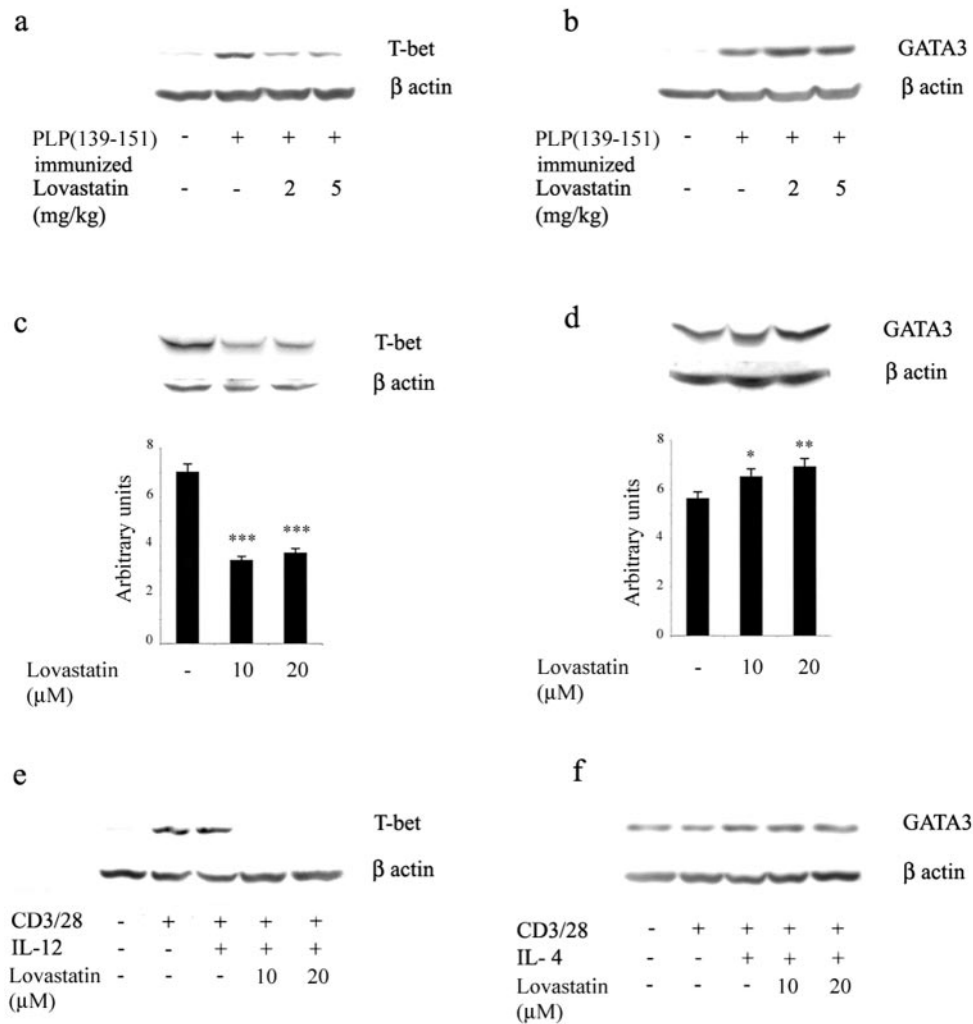 a
T-bet
β actin
PLP(139-151) - + + +
immunized
Lovastatin - - 2 5
(mg/kg)
b
GATA3
β actin
PLP(139-151) - + + +
immunized
Lovastatin - - 2 5
(mg/kg)
c
T-bet
β actin
8
6
4
2
0
Arbitrary units
*** ***
Lovastatin - 10 20
(µM)
d
GATA3
β actin
8
6
4
2
0
Arbitrary units
* **
Lovastatin - 10 20
(µM)
e
T-bet
β actin
CD3/28 - + + + +
IL-12 - - + + +
Lovastatin - - - 10 20
(µM)
f
GATA3
β actin
CD3/28 - + + + +
IL- 4 - - + + +
Lovastatin - - - 10 20
(µM)